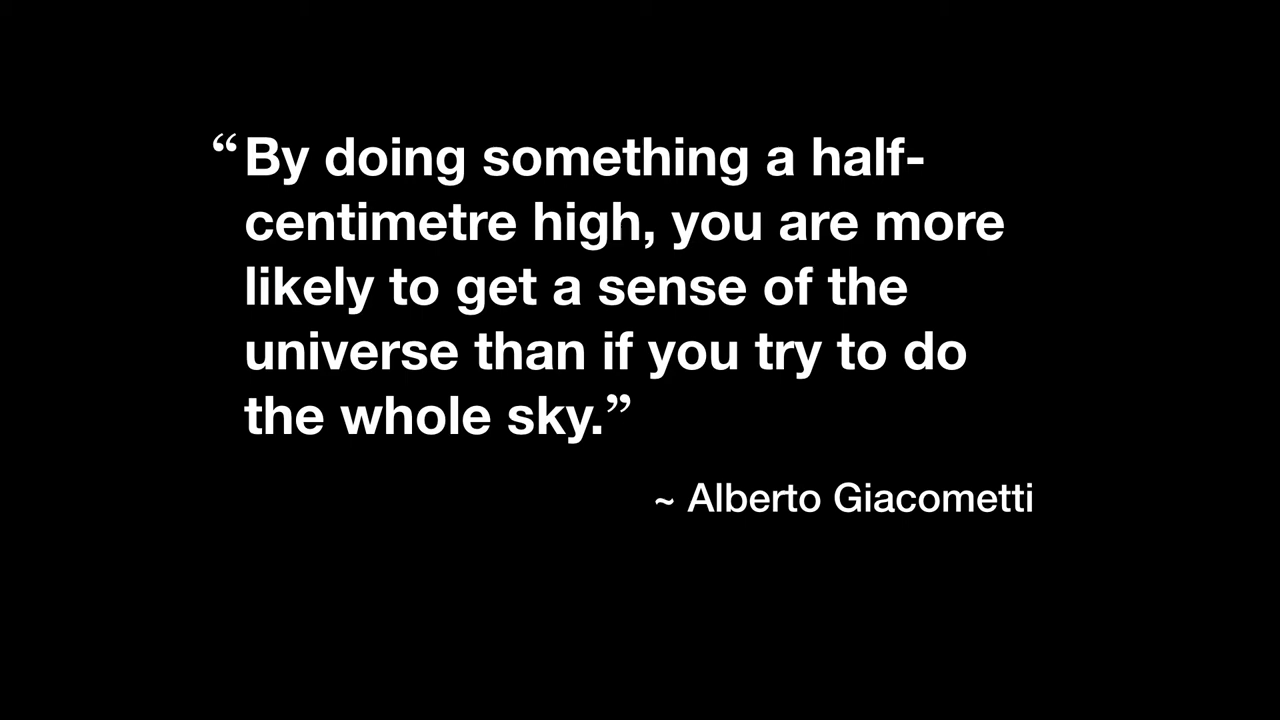 “By doing something a half-
centimetre high, you are more
likely to get a sense of the
universe than if you try to do
the whole sky.”
~ Alberto Giacometti